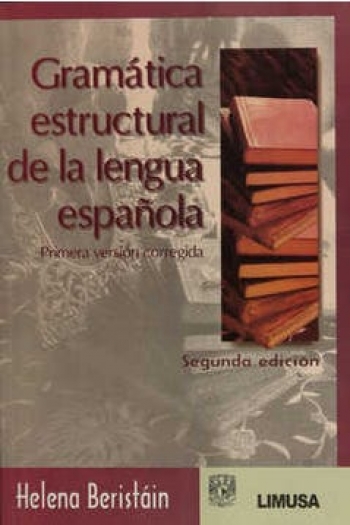 Gramática
estructural
de la lengua
española
Primera versión corregida
Segunda edición
Helena Beristáin
LIMUSA